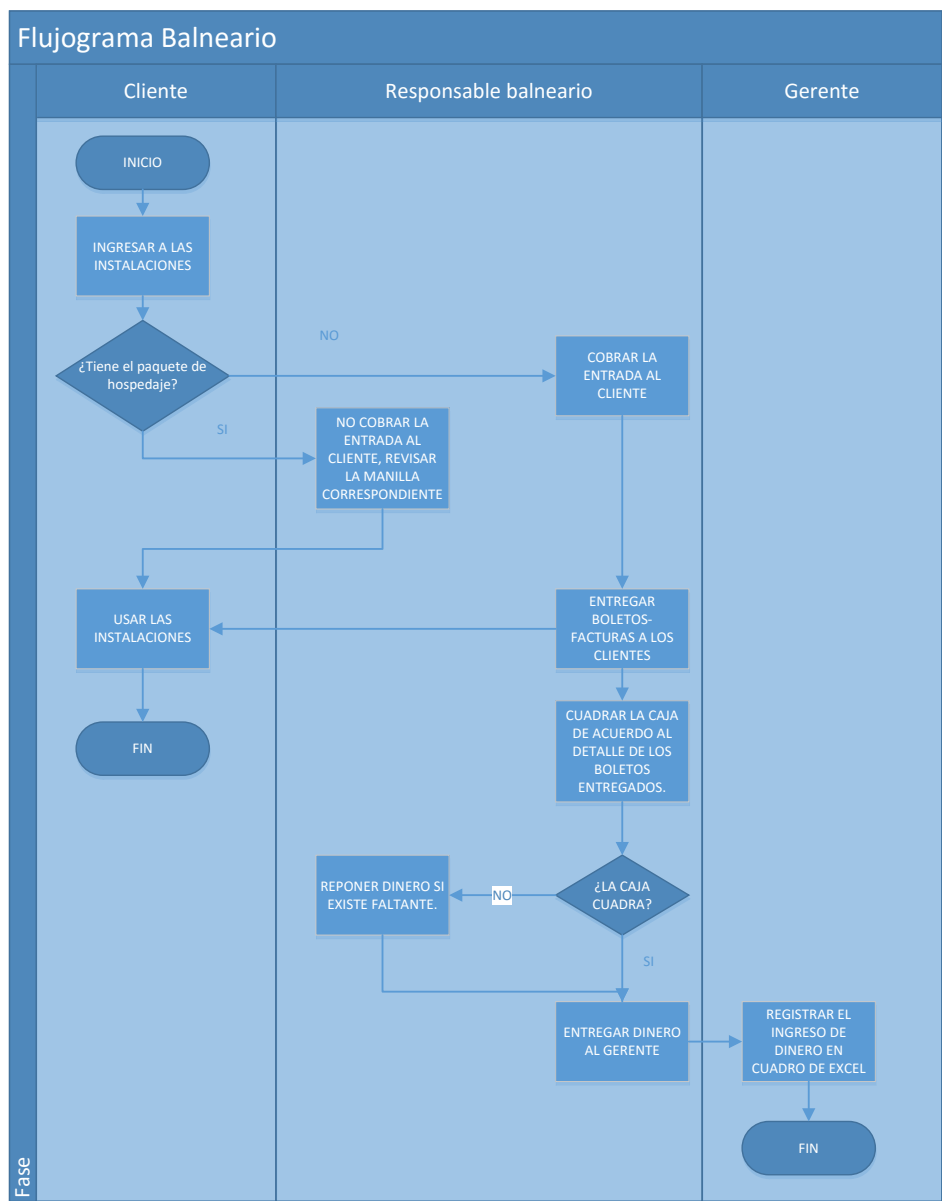 Flujograma Balneario
Cliente
Responsable balneario
Gerente
INICIO
INGRESAR A LAS
INSTALACIONES
¿Tiene el paquete de
hospedaje?
NO
COBRAR LA
ENTRADA AL
CLIENTE
SI
NO COBRAR LA
ENTRADA AL
CLIENTE, REVISAR
LA MANILLA
CORRESPONDIENTE
USAR LAS
INSTALACIONES
ENTREGAR
BOLETOS-
FACTURAS A LOS
CLIENTES
FIN
CUADRAR LA CAJA
DE ACUERDO AL
DETALLE DE LOS
BOLETOS
ENTREGADOS.
¿LA CAJA
CUADRA?
NO
REPONER DINERO SI
EXISTE FALTANTE.
SI
ENTREGAR DINERO
AL GERENTE
REGISTRAR EL
INGRESO DE
DINERO EN
CUADRO DE EXCEL
FIN
Fase